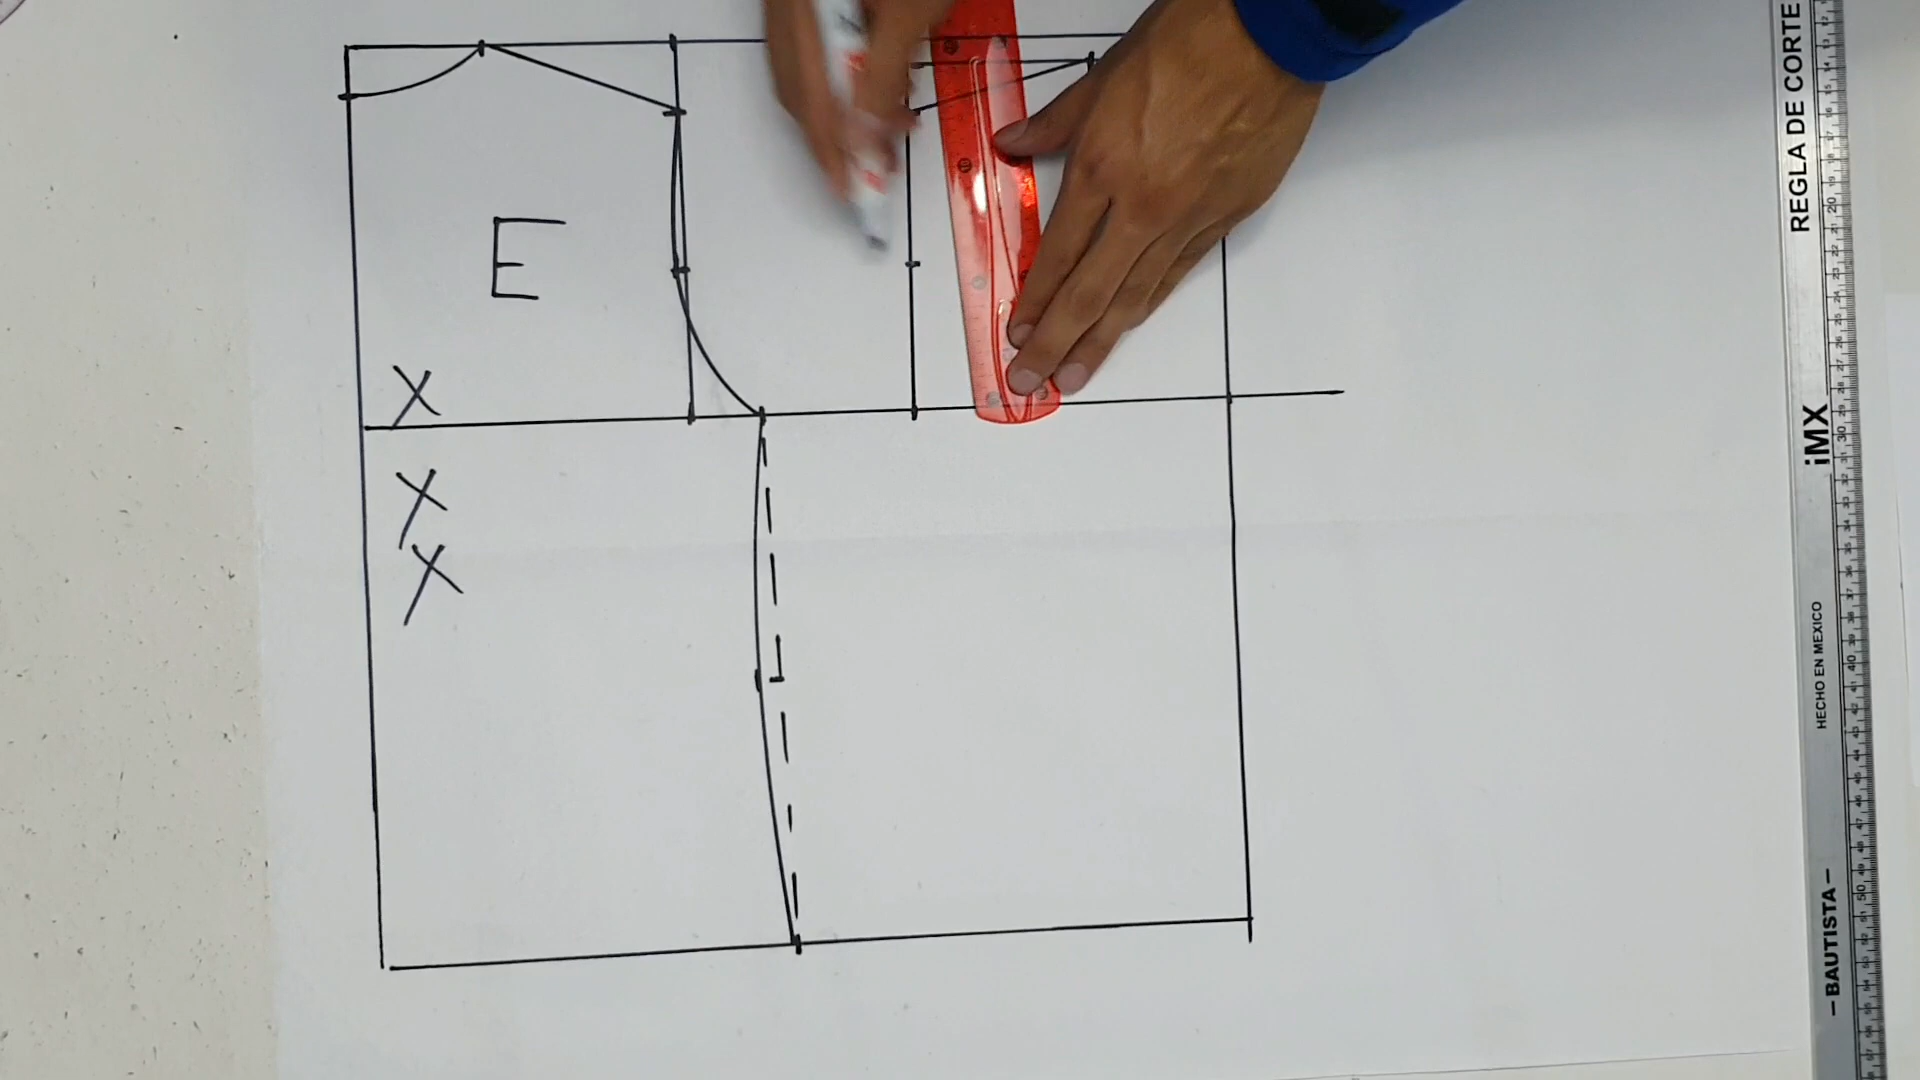 E
X
X
X
REGLA DE CORTE
iMX
HECHO EN MEXICO
—BAUTISTA—